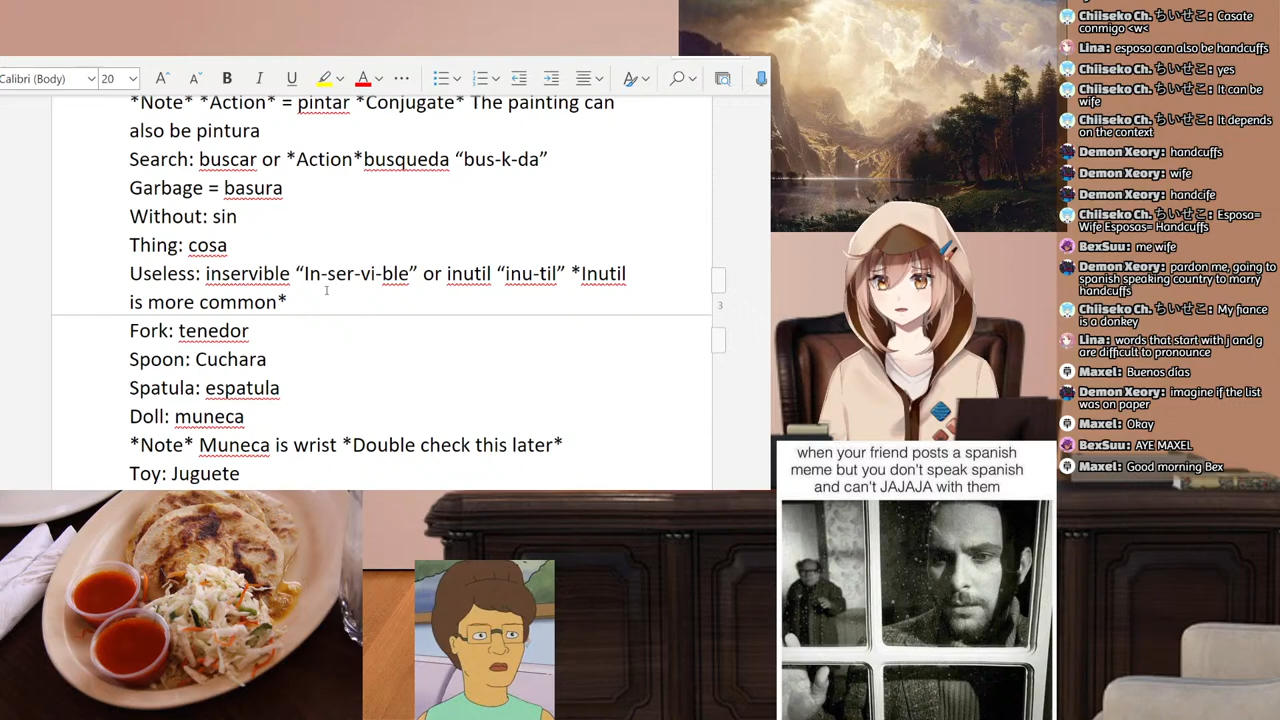 Calibri (Body)
20
*Note* *Action* = pintar *Conjugate* The painting can
also be pintura
Search: buscar or *Action*busqueda “bus-k-da”
Garbage = basura
Without: sin
Thing: cosa
Useless: inservible “In-ser-vi-ble” or inutil “inu-til” *Inutil
is more common*
3
Fork: tenedor
Spoon: Cuchara
Spatula: espatula
Doll: muneca
*Note* Muneca is wrist *Double check this later*
Toy: Juguete
when your friend posts a spanish
meme but you don't speak spanish
and can't JAJAJA with them
Chiiseko Ch. ちいせこ: Casate
conmigo <w<
Lina: esposa can also be handcuffs
Chiiseko Ch. ちいせこ: yes
Chiiseko Ch. ちいせこ: It can be
wife
Chiiseko Ch. ちいせこ: It depends
on the context
Demon Xeory: handcuffs
Demon Xeory: wife
Demon Xeory: handcife
Chiiseko Ch. ちいせこ: Esposa=
Wife Esposas= Handcuffs
BexSuu: me wife
Demon Xeory: pardon me, going to
spanish speaking country to marry
handcuffs
Chiiseko Ch. ちいせこ: My fiance
is a donkey
Lina: words that start with j and g
are difficult to pronounce
Maxel: Buenos días
Demon Xeory: imagine if the list
was on paper
Maxel: Okay
BexSuu: AYE MAXEL
Maxel: Good morning Bex